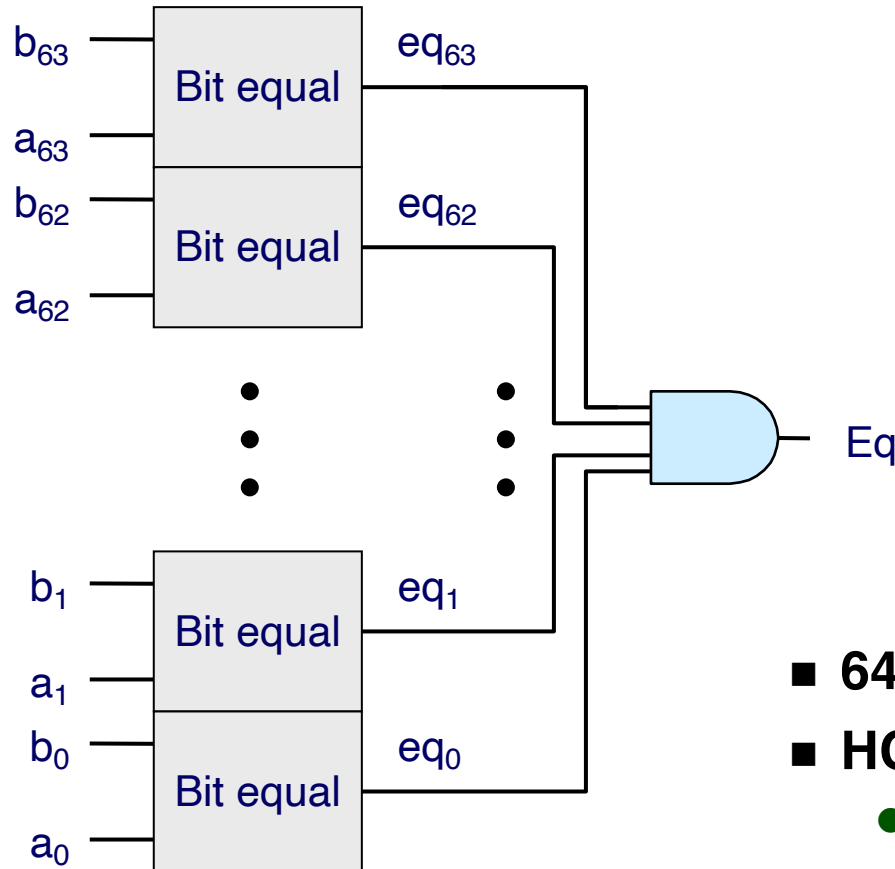 b₆₃
eq₆₃
Bit equal
a₆₃
b₆₂
eq₆₂
Bit equal
a₆₂
Eq
b₁
eq₁
Bit equal
a₁
b₀
eq₀
Bit equal
a₀
64